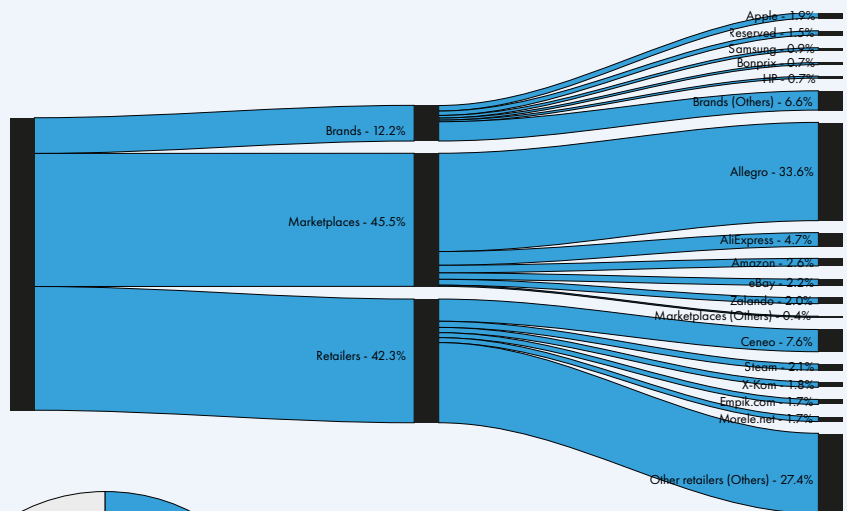 Apple - 1.9%
Reserved - 1.5%
Samsung - 0.9%
Bonprix - 0.7%
HP - 0.7%
Brands (Others) - 6.6%
Brands - 12.2%
Allegro - 33.6%
Marketplaces - 45.5%
AliExpress - 4.7%
Amazon - 2.6%
eBay - 2.2%
Zalando - 2.0%
Marketplaces (Others) - 0.4%
Ceneo - 7.6%
Retailers - 42.3%
Steam - 2.1%
X-Kom - 1.8%
Empik.com - 1.7%
Morele.net - 1.7%
Other retailers (Others) - 27.4%